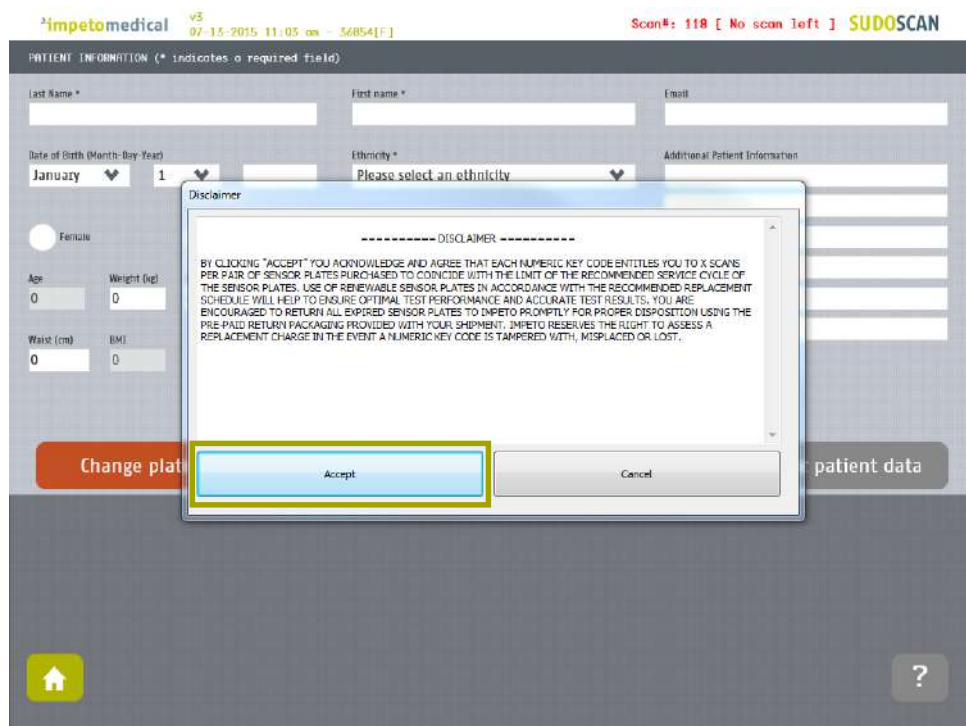 impetomedical v3 Scan#: 118 [ No scan left ] SUDOSCAN
07-13-2015 11:03 am - 36854[F]
PATIENT INFORMATION (* indicates a required field)
Last Name * First name * Email
Date of Birth (Month-Day-Year) Ethnicity * Additional Patient Information
January 1 Please select an ethnicity
Disclaimer
Female
---------- DISCLAIMER ----------
BY CLICKING "ACCEPT" YOU ACKNOWLEDGE AND AGREE THAT EACH NUMERIC KEY CODE ENTITLES YOU TO X SCANS
PER PAIR OF SENSOR PLATES PURCHASED TO COINCIDE WITH THE LIMIT OF THE RECOMMENDED SERVICE CYCLE OF
THE SENSOR PLATES. USE OF RENEWABLE SENSOR PLATES IN ACCORDANCE WITH THE RECOMMENDED REPLACEMENT
SCHEDULE WILL HELP TO ENSURE OPTIMAL TEST PERFORMANCE AND ACCURATE TEST RESULTS. YOU ARE
ENCOURAGED TO RETURN ALL EXPIRED SENSOR PLATES TO IMPETO PROMPTLY FOR PROPER DISPOSITION USING THE
PRE-PAID RETURN PACKAGING PROVIDED WITH YOUR SHIPMENT. IMPETO RESERVES THE RIGHT TO ASSESS A
REPLACEMENT CHARGE IN THE EVENT A NUMERIC KEY CODE IS TAMPERED WITH, MISPLACED OR LOST.
Age Weight (kg)
0 0
Waist (cm) BMI
0 0
Change plat
Accept Cancel
patient data
?